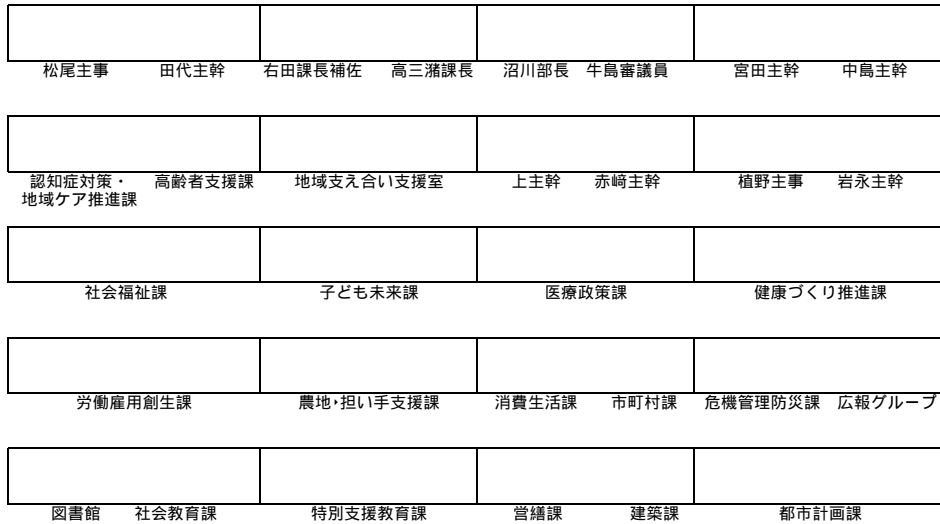 松尾主事 田代主幹 右田課長補佐 高三潴課長 沼川部長 牛島審議員 宮田主幹 中島主幹
認知症対策・ 高齢者支援課 地域支え合い支援室 上主幹 赤﨑主幹 植野主事 岩永主幹
地域ケア推進課
社会福祉課 子ども未来課 医療政策課 健康づくり推進課
労働雇用創生課 農地・担い手支援課 消費生活課 市町村課 危機管理防災課 広報グループ
図書館 社会教育課 特別支援教育課 営繕課 建築課 都市計画課